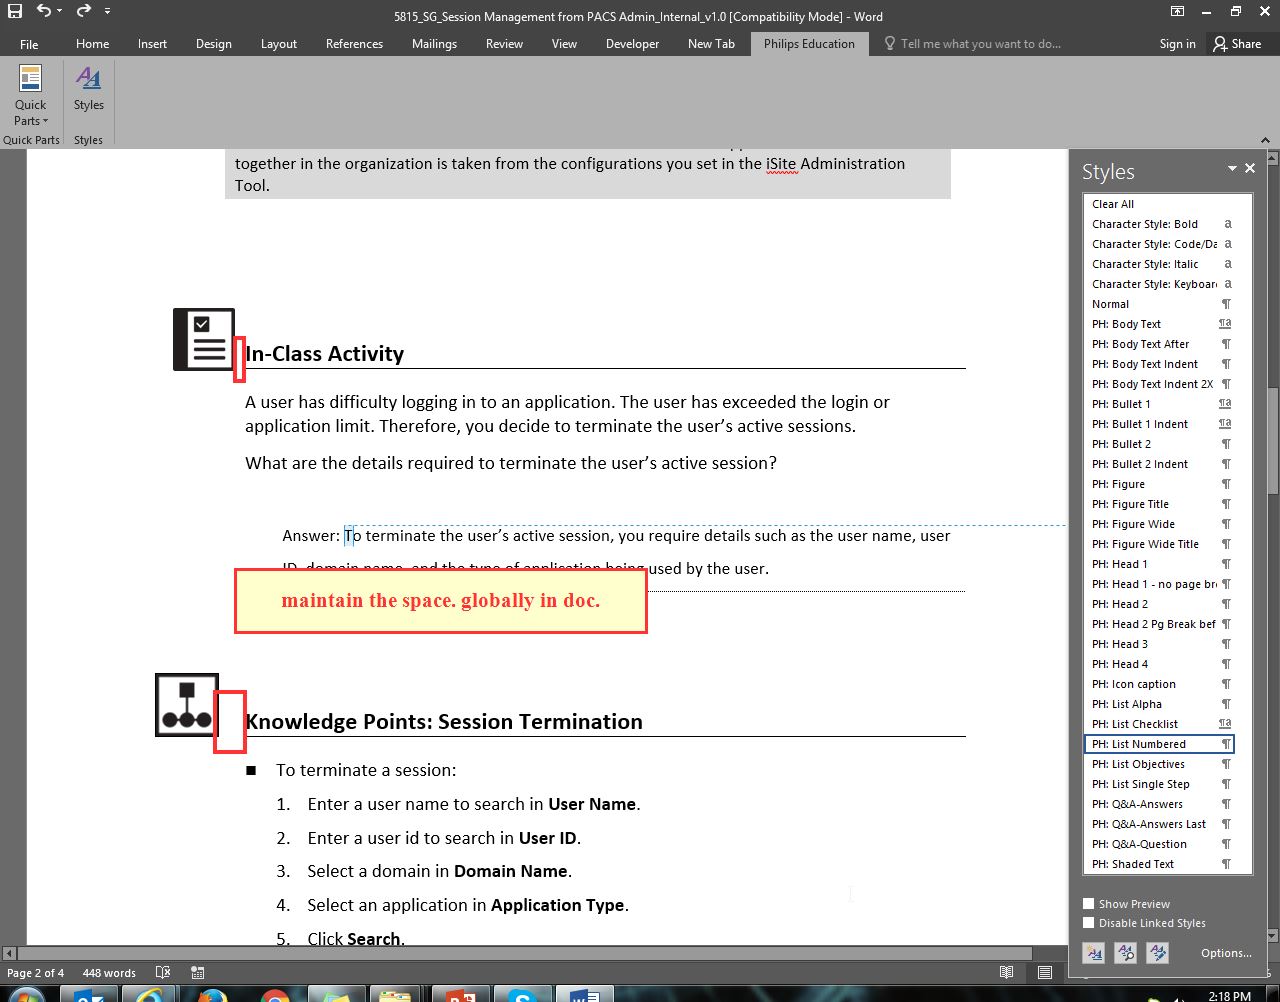 5815_SG_Session Management from PACS Admin_Internal_v1.0 [Compatibility Mode] - Word
File Home Insert Design Layout References Mailings Review View Developer New Tab Philips Education Tell me what you want to do... Sign in Share
Quick Parts
Styles
Quick Parts Styles
together in the organization is taken from the configurations you set in the iSite Administration
Tool.
In-Class Activity
A user has difficulty logging in to an application. The user has exceeded the login or
application limit. Therefore, you decide to terminate the user’s active sessions.
What are the details required to terminate the user’s active session?
Answer: To terminate the user’s active session, you require details such as the user name, user
ID, domain name, and the type of application being used by the user.
maintain the space. globally in doc.
Knowledge Points: Session Termination
■ To terminate a session:
1. Enter a user name to search in User Name.
2. Enter a user id to search in User ID.
3. Select a domain in Domain Name.
4. Select an application in Application Type.
5. Click Search.
Styles
Clear All
Character Style: Bold a
Character Style: Code/Da a
Character Style: Italic a
Character Style: Keyboar a
Normal ¶
PH: Body Text ¶a
PH: Body Text After ¶
PH: Body Text Indent ¶
PH: Body Text Indent 2X ¶
PH: Bullet 1 ¶a
PH: Bullet 1 Indent ¶a
PH: Bullet 2 ¶
PH: Bullet 2 Indent ¶
PH: Figure ¶
PH: Figure Title ¶
PH: Figure Wide ¶
PH: Figure Wide Title ¶
PH: Head 1 ¶
PH: Head 1 - no page br ¶
PH: Head 2 ¶
PH: Head 2 Pg Break bef ¶
PH: Head 3 ¶
PH: Head 4 ¶
PH: Icon caption ¶
PH: List Alpha ¶
PH: List Checklist ¶a
PH: List Numbered ¶
PH: List Objectives ¶
PH: List Single Step ¶
PH: Q&A-Answers ¶
PH: Q&A-Answers Last ¶
PH: Q&A-Question ¶
PH: Shaded Text ¶
Show Preview
Disable Linked Styles
Options...
Page 2 of 4 448 words
2:18 PM